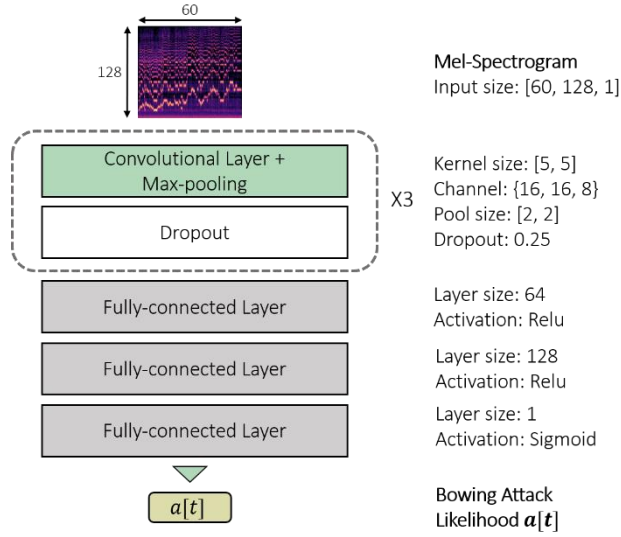 60
128
Mel-Spectrogram
Input size: [60, 128, 1]
Convolutional Layer +
Max-pooling
Dropout
X3
Kernel size: [5, 5]
Channel: {16, 16, 8}
Pool size: [2, 2]
Dropout: 0.25
Fully-connected Layer
Layer size: 64
Activation: Relu
Fully-connected Layer
Layer size: 128
Activation: Relu
Fully-connected Layer
Layer size: 1
Activation: Sigmoid
a[t]
Bowing Attack
Likelihood a[t]